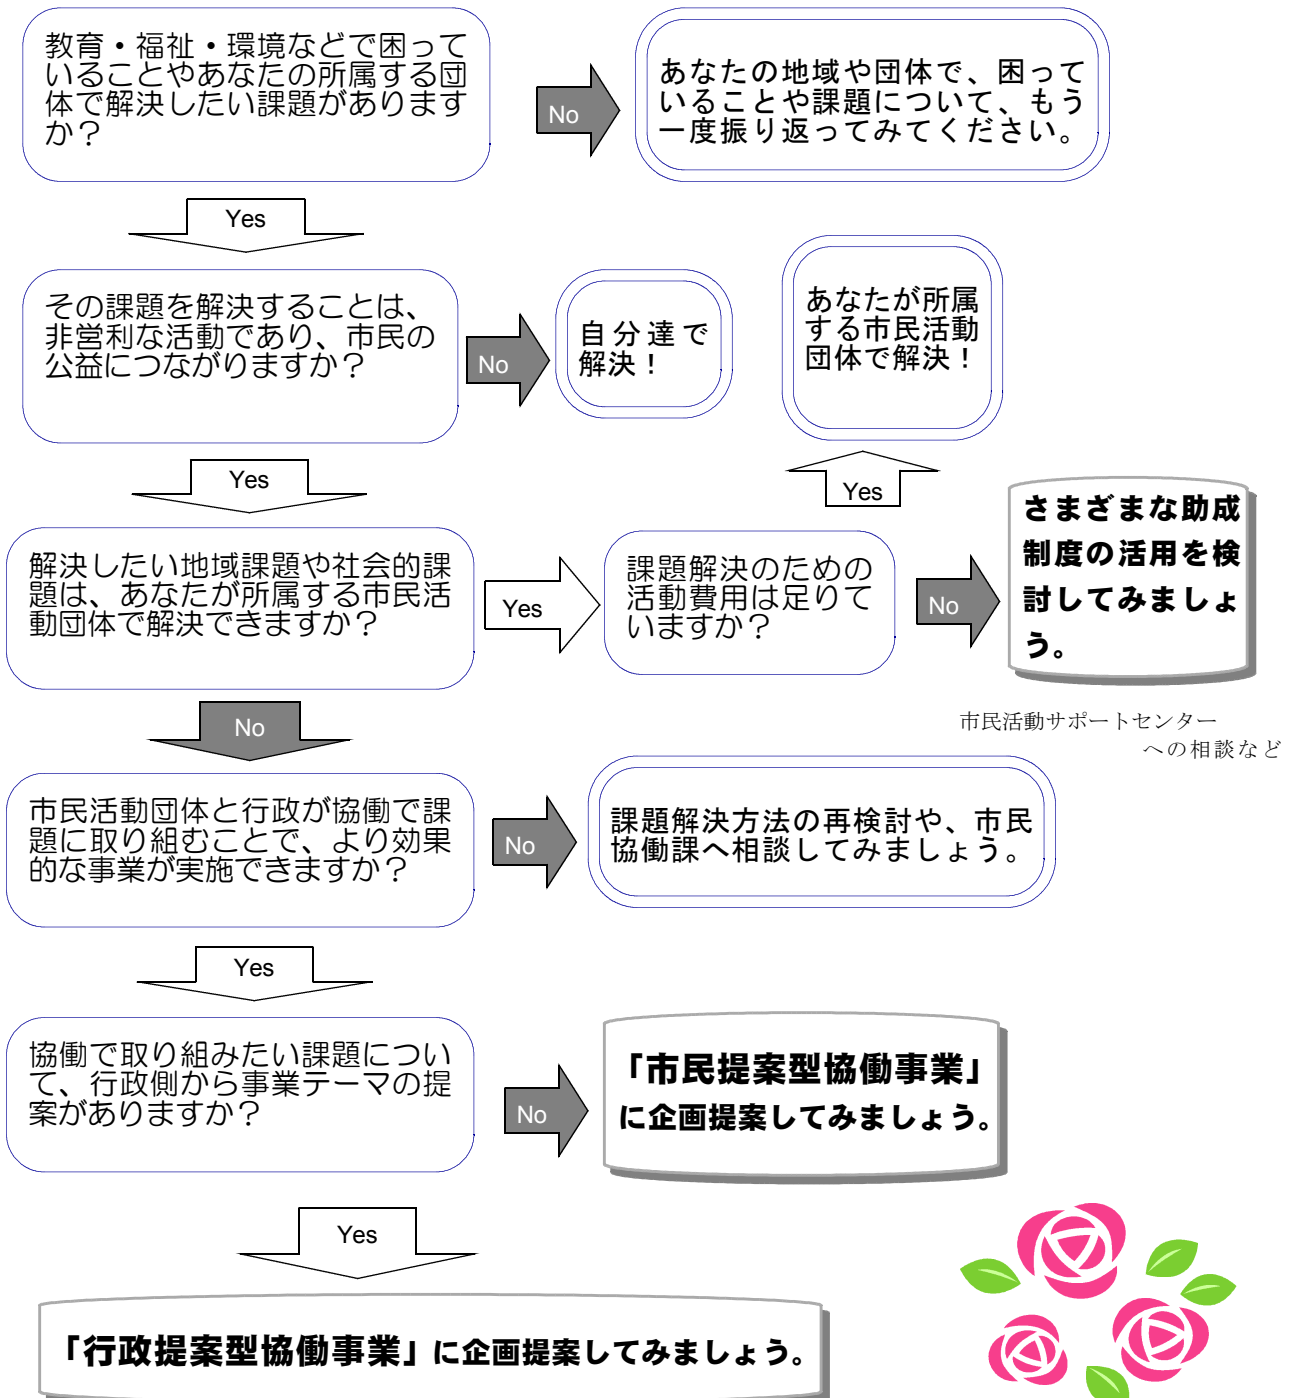 教育・福祉・環境などで困って
いることやあなたの所属する団
体で解決したい課題があります
か？
No
あなたの地域や団体で、困って
いることや課題について、もう
一度振り返ってみてください。
Yes
その課題を解決することは、
非営利な活動であり、市民の
公益につながりますか？
No
自分達で
解決！
あなたが所属
する市民活動
団体で解決！
Yes
Yes
解決したい地域課題や社会的課
題は、あなたが所属する市民活
動団体で解決できますか？
Yes
課題解決のための
活動費用は足りて
いますか？
No
さまざまな助成
制度の活用を検
討してみましょ
う。
市民活動サポートセンター
への相談など
No
市民活動団体と行政が協働で課
題に取り組むことで、より効果
的な事業が実施できますか？
No
課題解決方法の再検討や、市民
協働課へ相談してみましょう。
Yes
協働で取り組みたい課題につい
て、行政側から事業テーマの提
案がありますか？
No
「市民提案型協働事業」
に企画提案してみましょう。
Yes
「行政提案型協働事業」に企画提案してみましょう。